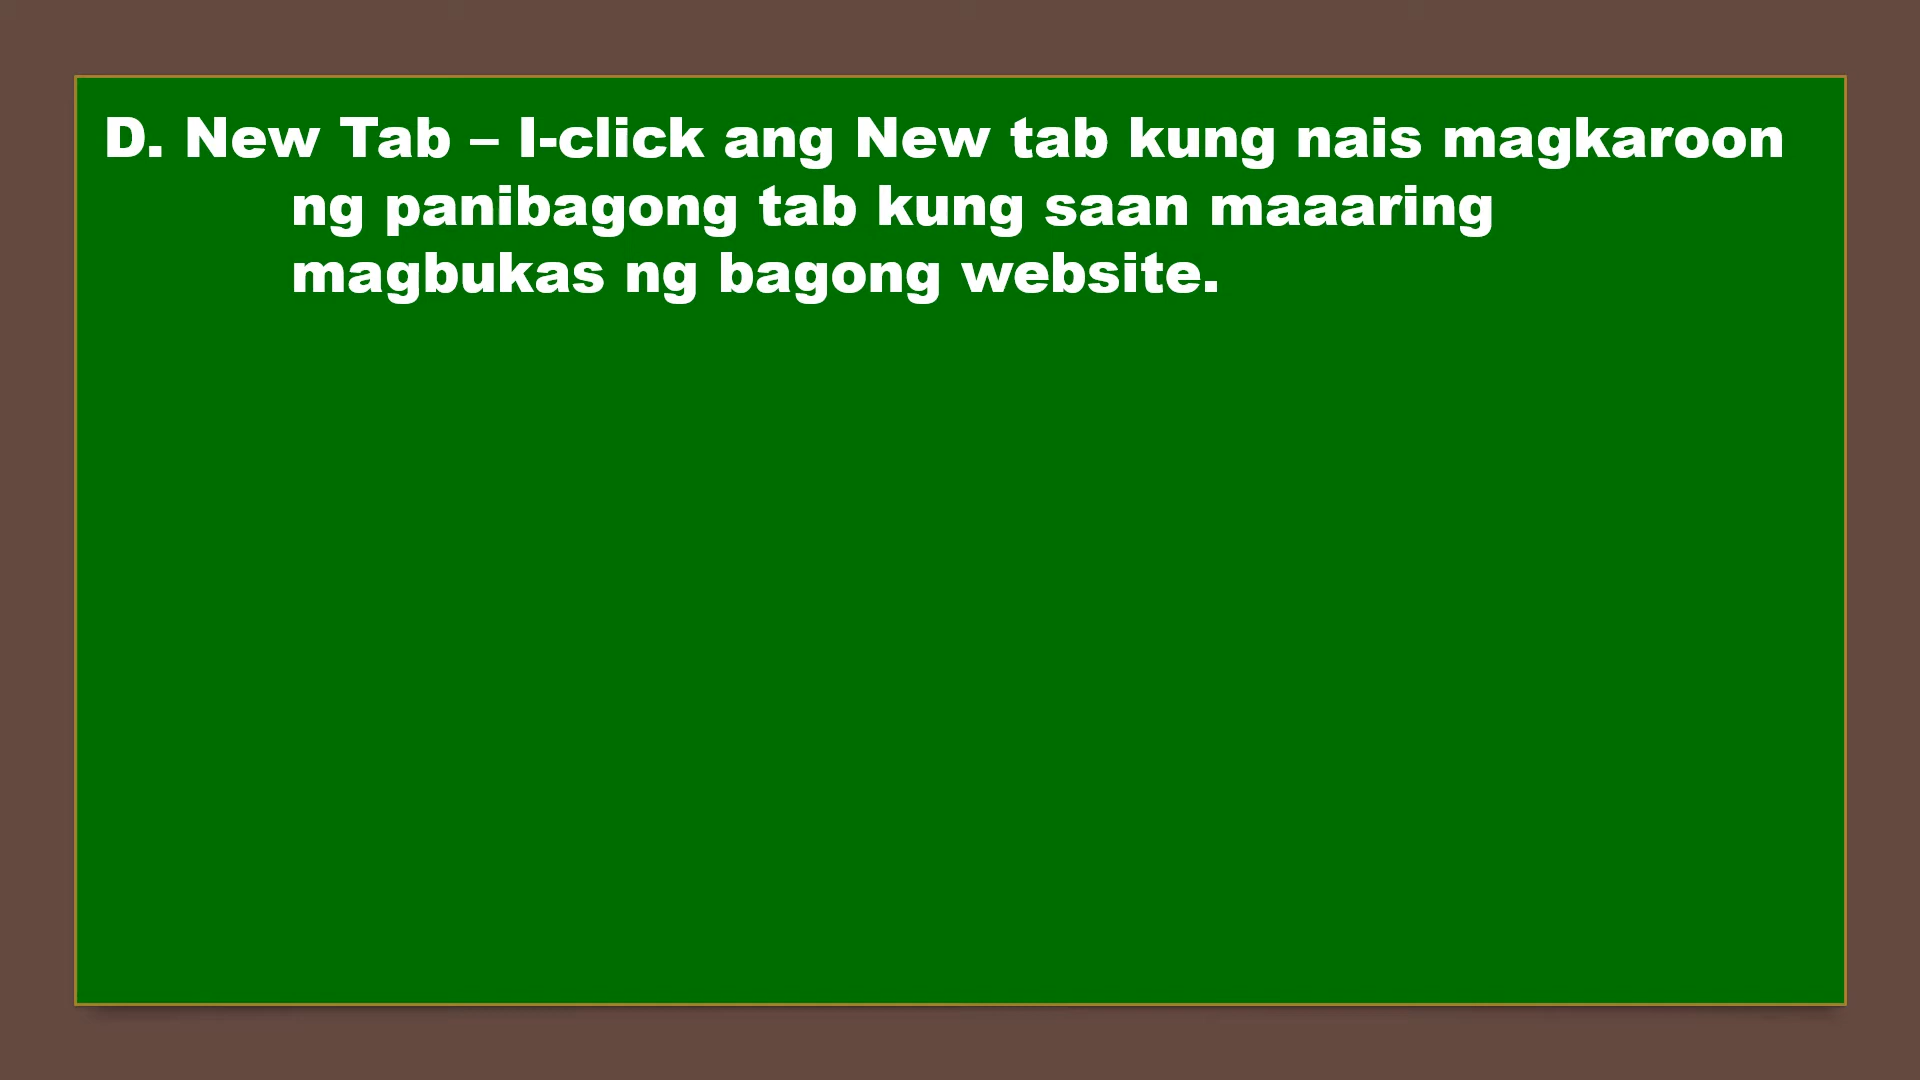 D. New Tab – I-click ang New tab kung nais magkaroon
ng panibagong tab kung saan maaaring
magbukas ng bagong website.